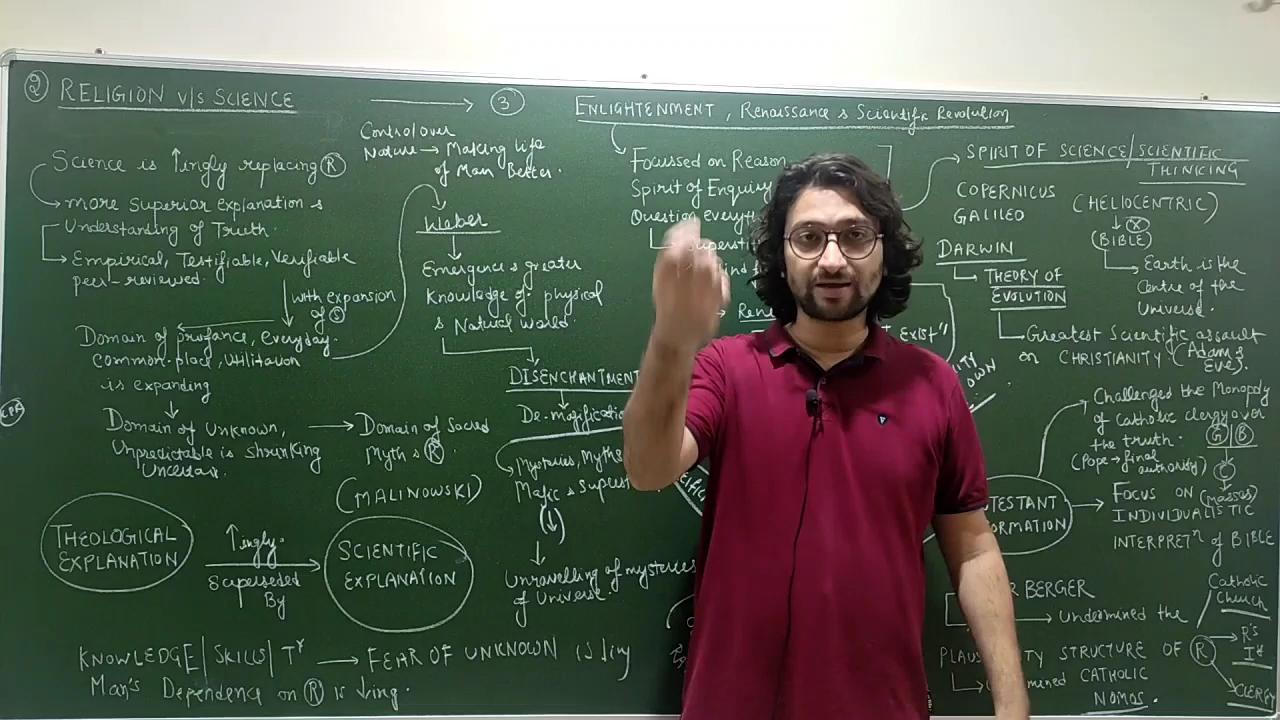 ② RELIGION v/s SCIENCE → ③
Science is ↑ingly replacing Ⓡ
→ more Superior explanation &
Understanding of Truth.
→ Empirical, Testifiable, Verifiable
peer-reviewed.
with expansion
of Ⓢ
Domain of profance, everyday
common-place, utilitarian
is expanding
Domain of unknown,
Unpredictable is shrinking
Uncertain.
→ Domain of Sacred
Myth & Ⓡ
(MALINOWSKI)
THEOLOGICAL
EXPLANATION
↑ingly.
Superseded
By
SCIENTIFIC
EXPLANATION
KNOWLEDGE/SKILLS/Tʸ → FEAR OF UNKNOWN is ↓ing
Man's Dependence on Ⓡ is ↓ing.
Control over
Nature → Making life
of Man Better.
Weber
Emergence & greater
Knowledge of physical
& Natural world.
DISENCHANTMENT
De-magification
Mysteries, Myths
Magic &
(↓)
Unravelling of mysteries
of Universe.
ENLIGHTENMENT, Renaissance & Scientific Revolution
Focussed on Reason
Spirit of Enquiry
Question
EXIST"
SPIRIT OF SCIENCE/SCIENTIFIC
THINKING
COPERNICUS
GALILEO
(HELIOCENTRIC)
Ⓧ
(BIBLE)
→ Earth is the
Centre of the
Universe.
DARWIN
→ THEORY OF
EVOLUTION
→ Greatest Scientific assault
on CHRISTIANITY (Adam &
Eve).
Challenged the Monopoly
of Catholic clergy over
the truth.
(Pope → final
authority)
G B
C
(masses)
→ FOCUS ON
INDIVIDUALISTIC
INTERPRETⁿ of BIBLE
BERGER
→ Undermined the
STRUCTURE OF Ⓡ
CATHOLIC
NOMOS.
Catholic
Church
R's
CLERGY